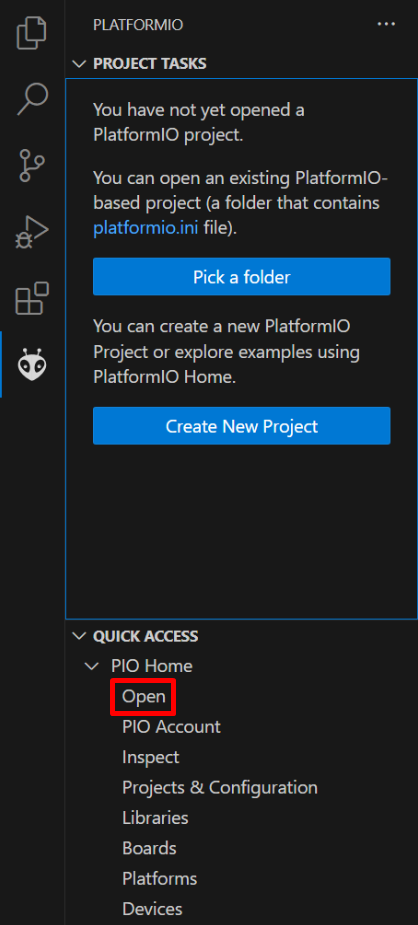 PLATFORMIO
PROJECT TASKS
You have not yet opened a
PlatformIO project.
You can open an existing PlatformIO-
based project (a folder that contains
platformio.ini file).
Pick a folder
You can create a new PlatformIO
Project or explore examples using
PlatformIO Home.
Create New Project
QUICK ACCESS
PIO Home
Open
PIO Account
Inspect
Projects & Configuration
Libraries
Boards
Platforms
Devices